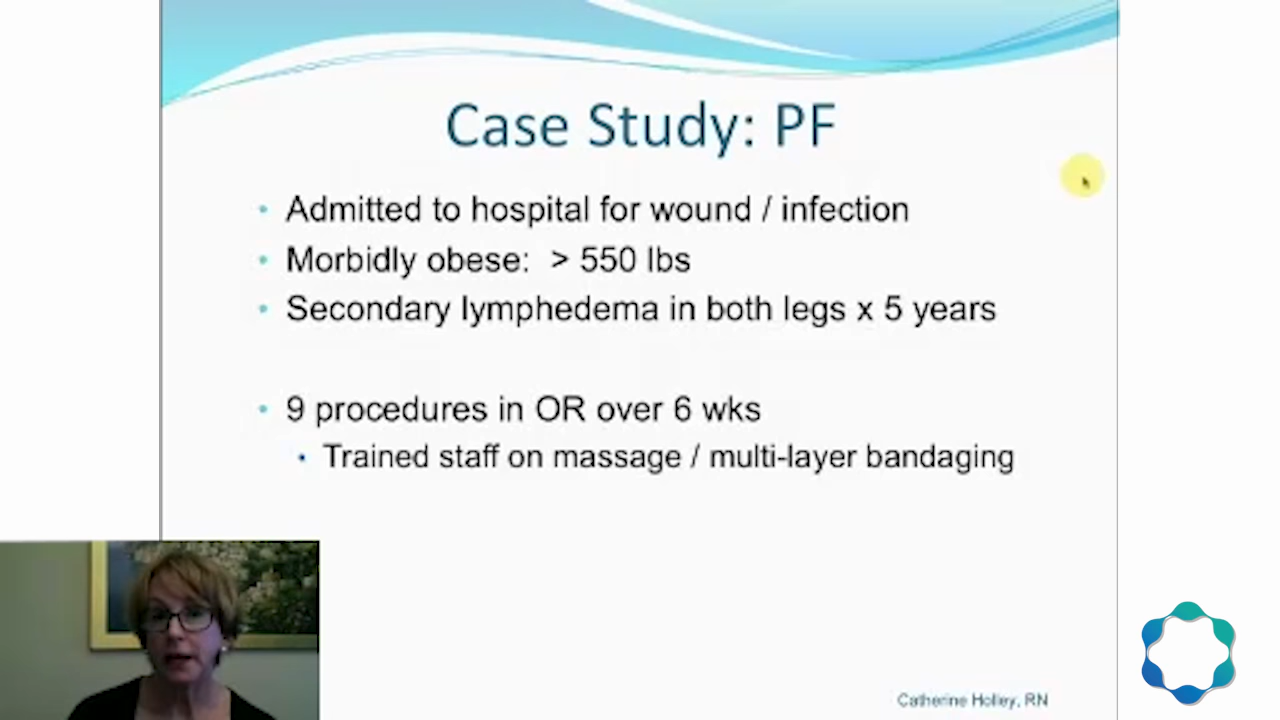 Case Study: PF
• Admitted to hospital for wound / infection
• Morbidly obese: > 550 lbs
• Secondary lymphedema in both legs x 5 years
• 9 procedures in OR over 6 wks
• Trained staff on massage / multi-layer bandaging
Catherine Holley, RN